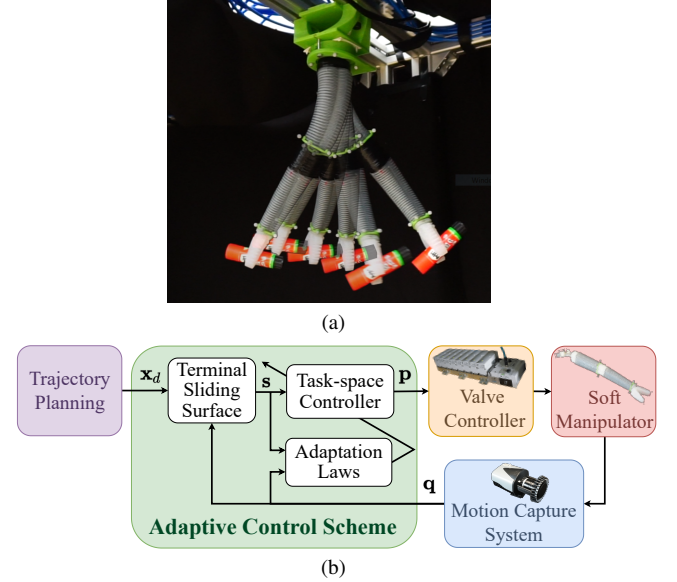 (a)
Trajectory
Planning
x_d
Terminal
Sliding
Surface
s
Task-space
Controller
p
Valve
Controller
Soft
Manipulator
Adaptation
Laws
q
Motion Capture
System
Adaptive Control Scheme
(b)